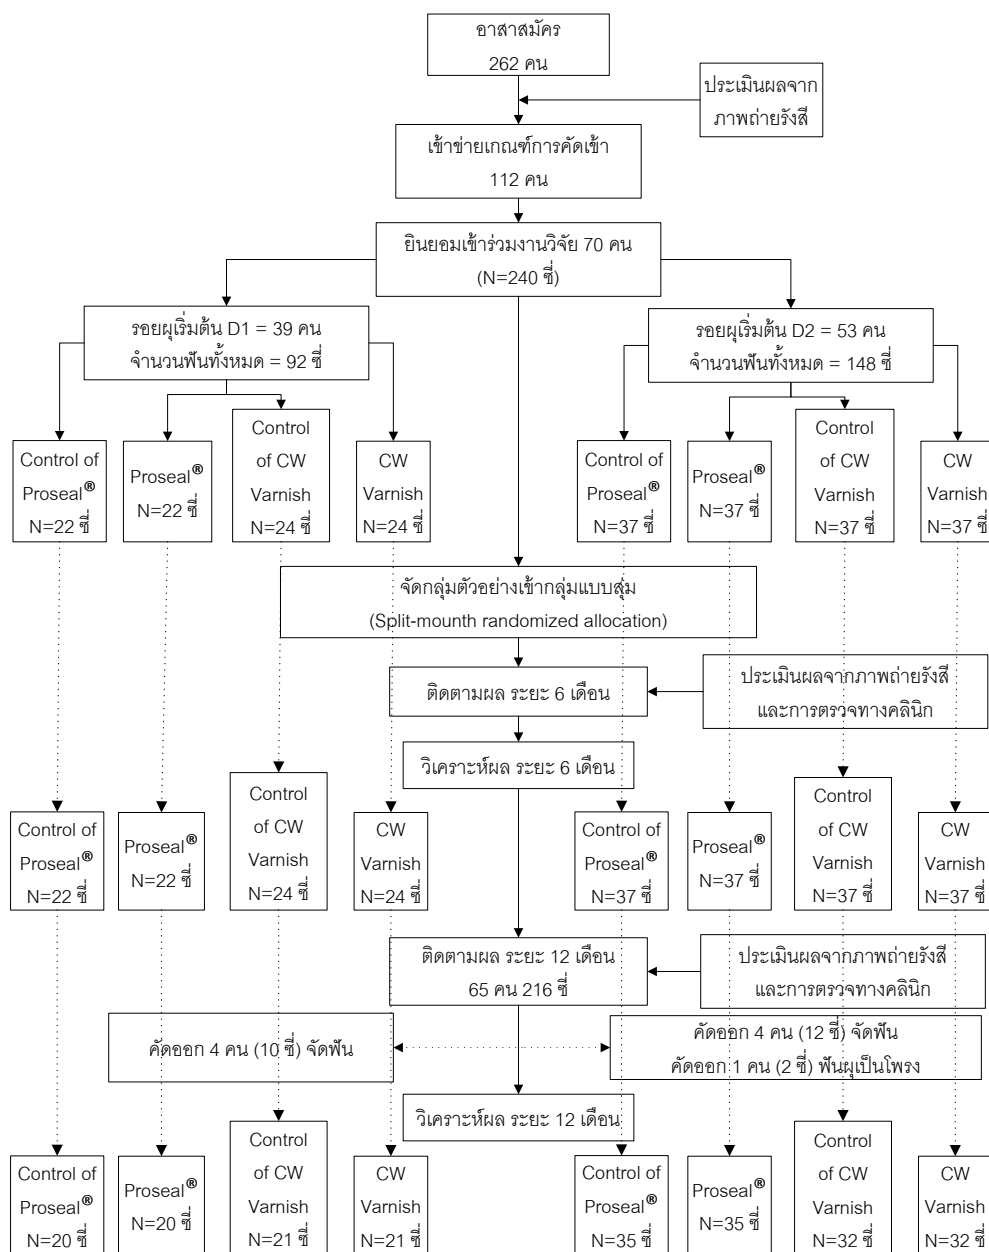 อาสาสมัคร
262 คน
ประเมินผลจาก
ภาพถ่ายรังสี
เข้าข่ายเกณฑ์การคัดเข้า
112 คน
ยินยอมเข้าร่วมงานวิจัย 70 คน
(N=240 ซี่)
รอยผุเริ่มต้น D1 = 39 คน
จำนวนฟันทั้งหมด = 92 ซี่
รอยผุเริ่มต้น D2 = 53 คน
จำนวนฟันทั้งหมด = 148 ซี่
Control of
Proseal®
N=22 ซี่
Proseal®
N=22 ซี่
Control
of CW
Varnish
N=24 ซี่
CW
Varnish
N=24 ซี่
Control of
Proseal®
N=37 ซี่
Proseal®
N=37 ซี่
Control
of CW
Varnish
N=37 ซี่
CW
Varnish
N=37 ซี่
จัดกลุ่มตัวอย่างเข้ากลุ่มแบบสุ่ม
(Split-mounth randomized allocation)
ติดตามผล ระยะ 6 เดือน
ประเมินผลจากภาพถ่ายรังสี
และการตรวจทางคลินิก
วิเคราะห์ผล ระยะ 6 เดือน
Control of
Proseal®
N=22 ซี่
Proseal®
N=22 ซี่
Control
of CW
Varnish
N=24 ซี่
CW
Varnish
N=24 ซี่
Control of
Proseal®
N=37 ซี่
Proseal®
N=37 ซี่
Control
of CW
Varnish
N=37 ซี่
CW
Varnish
N=37 ซี่
ติดตามผล ระยะ 12 เดือน
65 คน 216 ซี่
ประเมินผลจากภาพถ่ายรังสี
และการตรวจทางคลินิก
คัดออก 4 คน (10 ซี่) จัดฟัน
คัดออก 4 คน (12 ซี่) จัดฟัน
คัดออก 1 คน (2 ซี่) ฟันผุเป็นโพรง
วิเคราะห์ผล ระยะ 12 เดือน
Control of
Proseal®
N=20 ซี่
Proseal®
N=20 ซี่
Control
of CW
Varnish
N=21 ซี่
CW
Varnish
N=21 ซี่
Control of
Proseal®
N=35 ซี่
Proseal®
N=35 ซี่
Control
of CW
Varnish
N=32 ซี่
CW
Varnish
N=32 ซี่